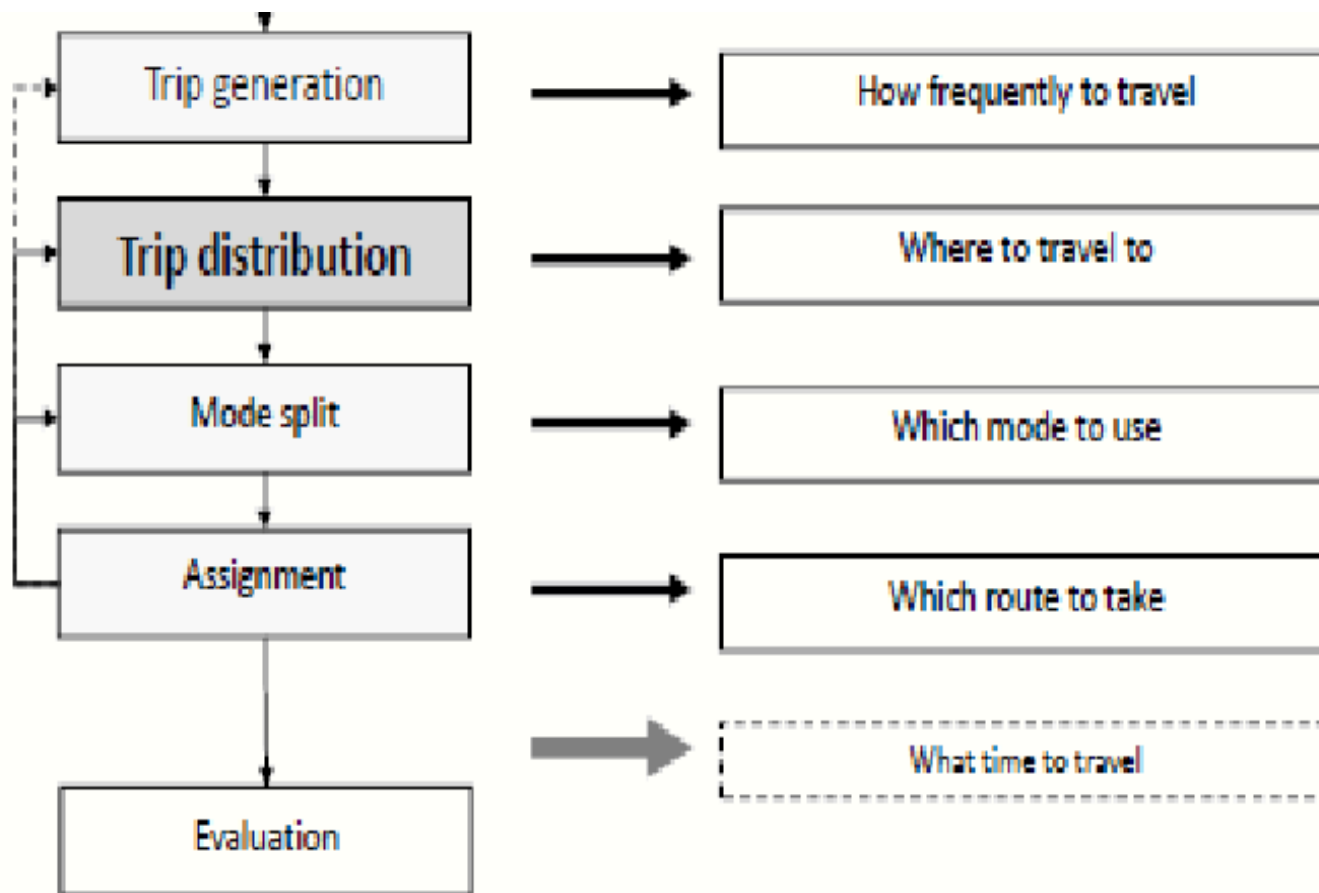 Trip generation
How frequently to travel
Trip distribution
Where to travel to
Mode split
Which mode to use
Assignment
Which route to take
What time to travel
Evaluation